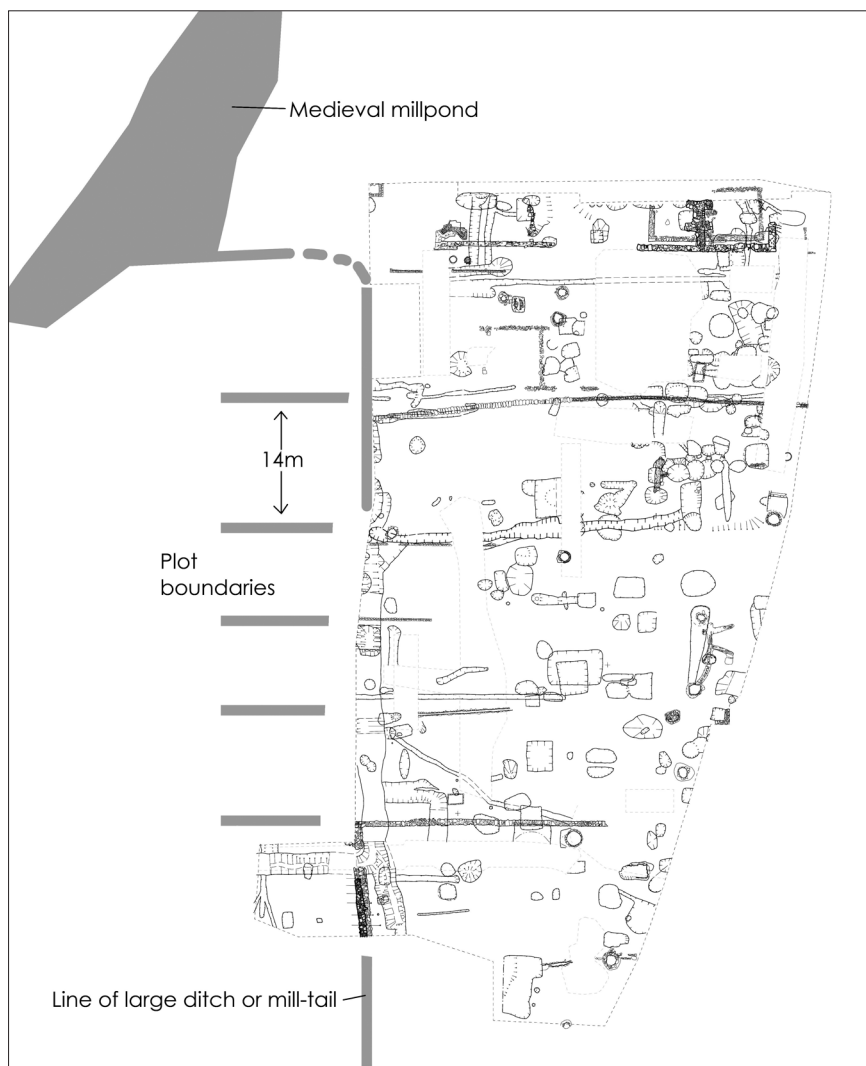 Medieval millpond
14m
Plot
boundaries
Line of large ditch or mill-tail